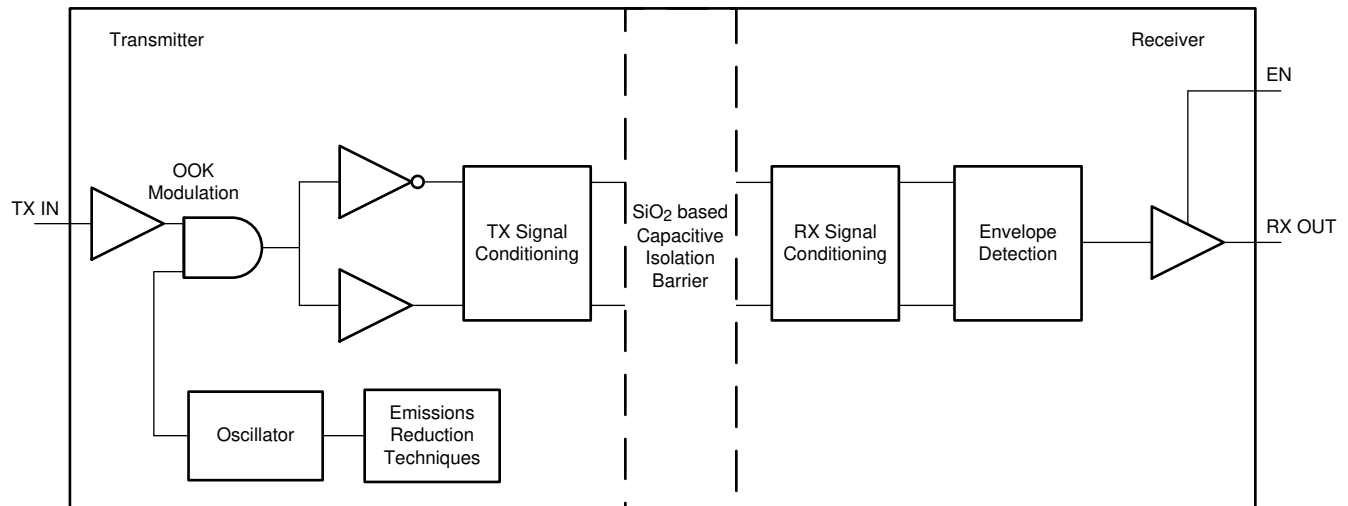 Transmitter
Receiver
EN
OOK
Modulation
TX IN
TX Signal
Conditioning
SiO2 based
Capacitive
Isolation
Barrier
RX Signal
Conditioning
Envelope
Detection
RX OUT
Oscillator
Emissions
Reduction
Techniques